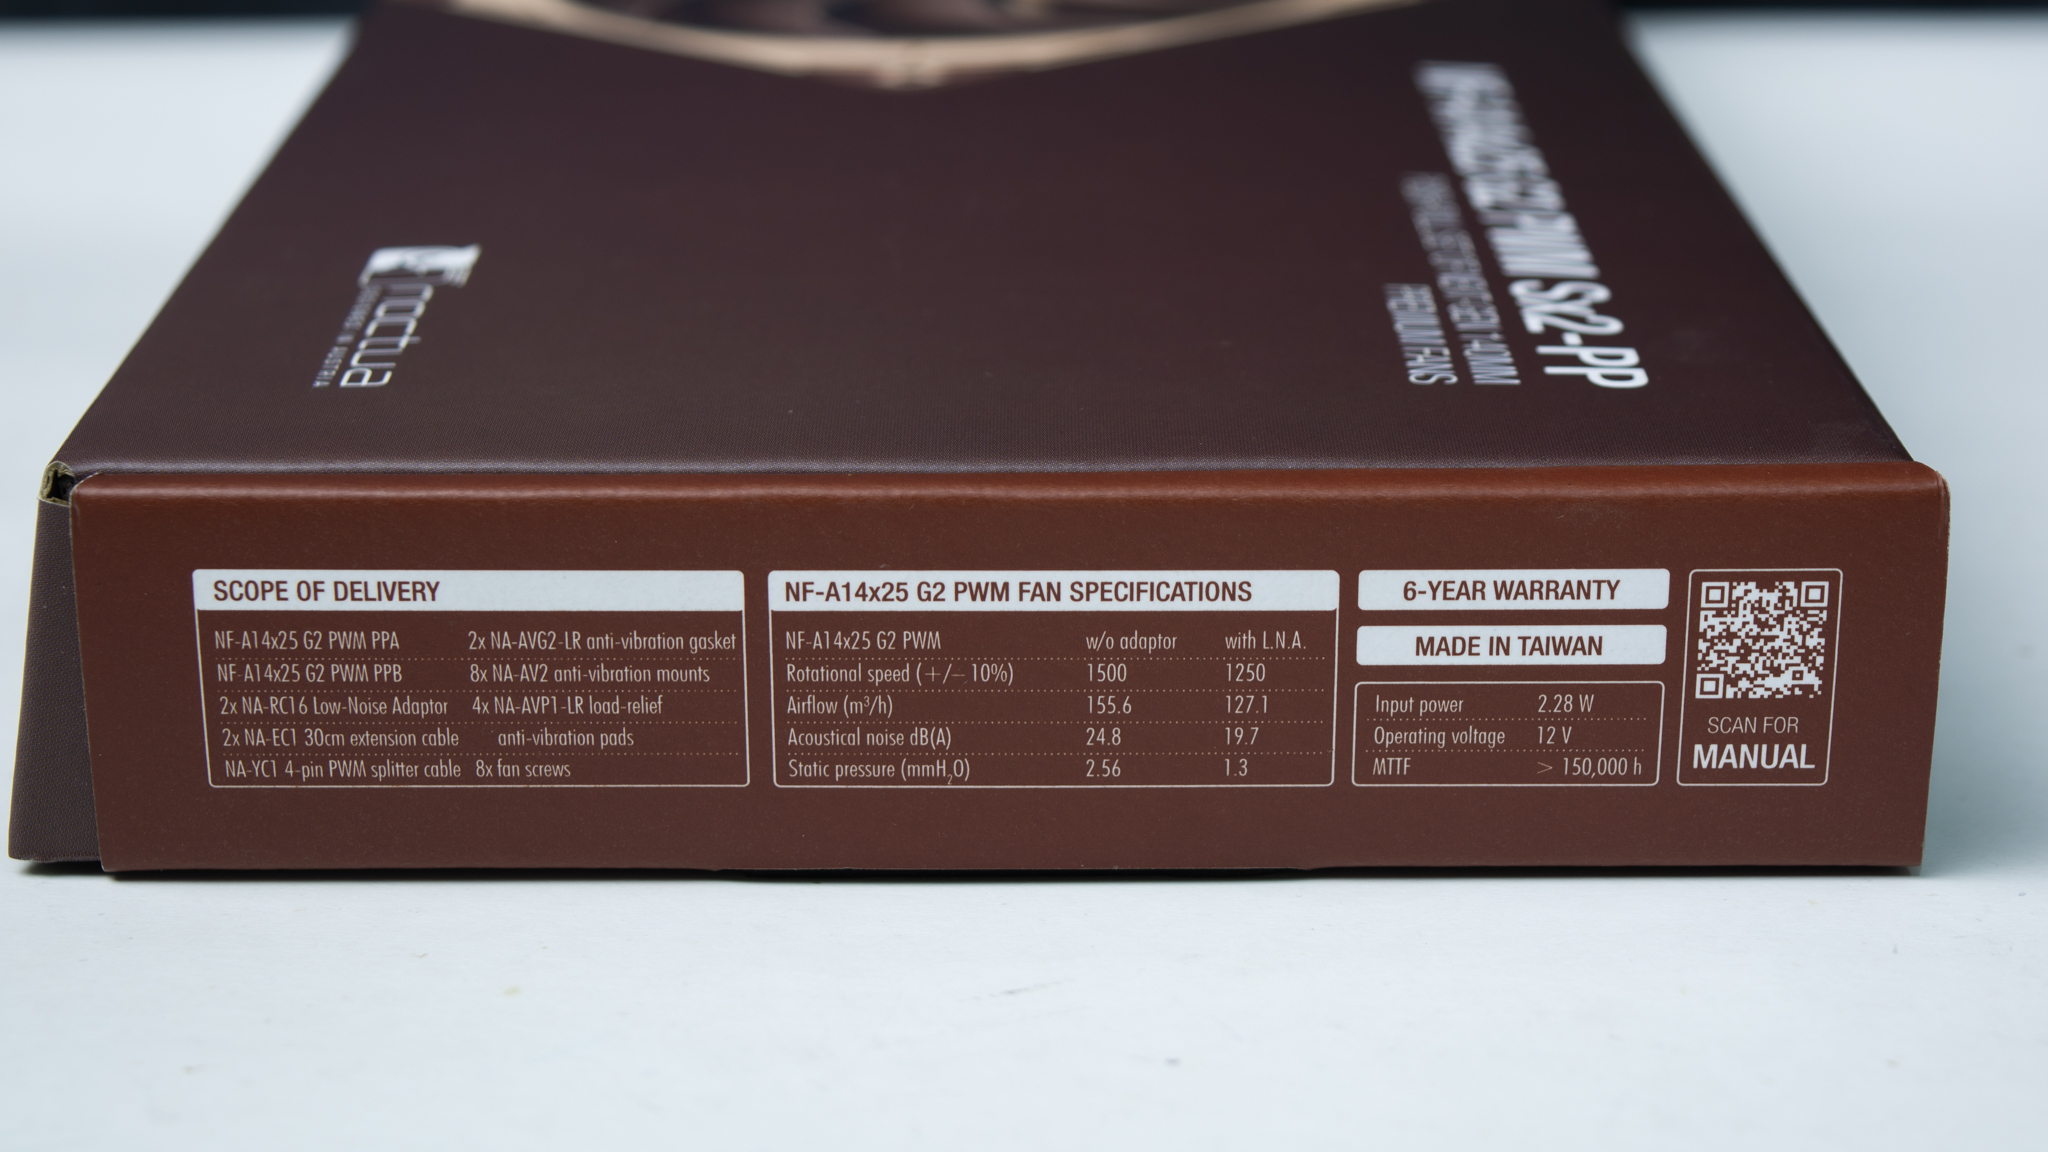 noctua
DESIGNED IN AUSTRIA
PWM Sx2-PP
140MM
PREMIUM FANS
SCOPE OF DELIVERY
NF-A14x25 G2 PWM PPA
NF-A14x25 G2 PWM PPB
2x NA-RC16 Low-Noise Adaptor
2x NA-EC1 30cm extension cable
NA-YC1 4-pin PWM splitter cable
2x NA-AVG2-LR anti-vibration gasket
8x NA-AV2 anti-vibration mounts
4x NA-AVP1-LR load-relief
anti-vibration pads
8x fan screws
NF-A14x25 G2 PWM FAN SPECIFICATIONS
NF-A14x25 G2 PWM w/o adaptor with L.N.A.
Rotational speed (+/- 10%) 1500 1250
Airflow (m³/h) 155.6 127.1
Acoustical noise dB(A) 24.8 19.7
Static pressure (mmH₂O) 2.56 1.3
6-YEAR WARRANTY
MADE IN TAIWAN
Input power 2.28 W
Operating voltage 12 V
MTTF > 150,000 h
SCAN FOR
MANUAL